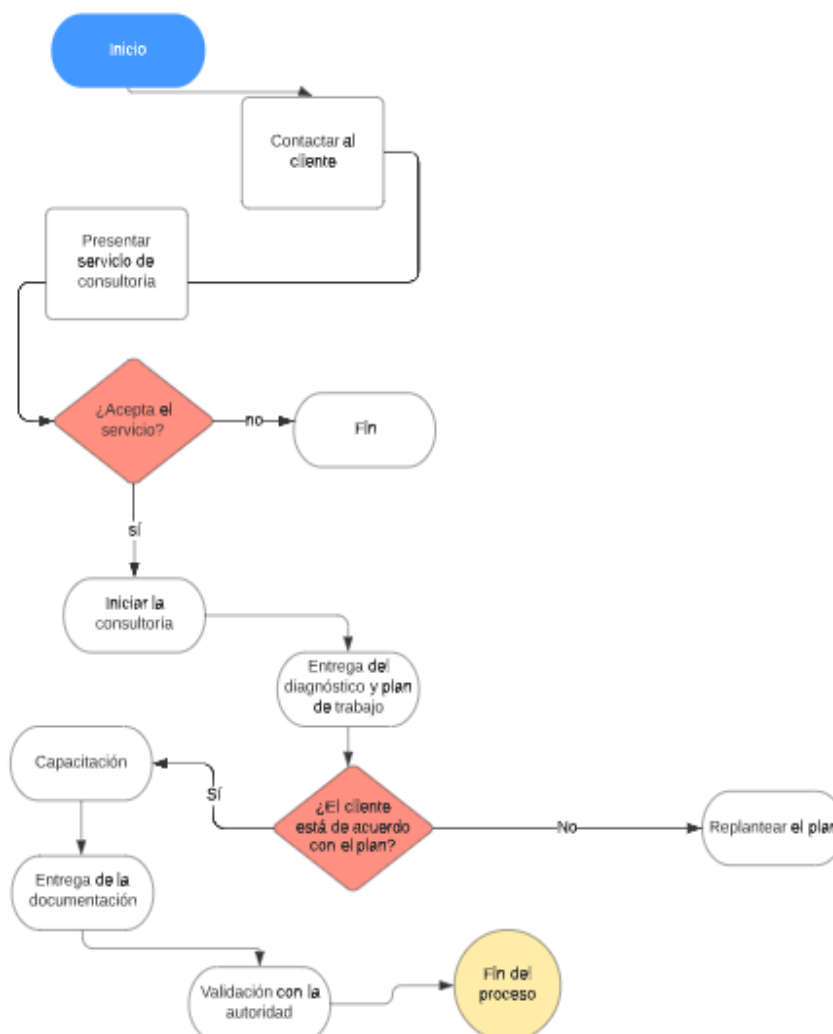 Inicio
Contactar al
cliente
Presentar
servicio de
consultoría
¿Acepta el
servicio?
no
Fin
sí
Iniciar la
consultoría
Entrega del
diagnóstico y plan
de trabajo
¿El cliente
está de acuerdo
con el plan?
No
Replantear el plan
Sí
Capacitación
Entrega de la
documentación
Validación con la
autoridad
Fin del
proceso